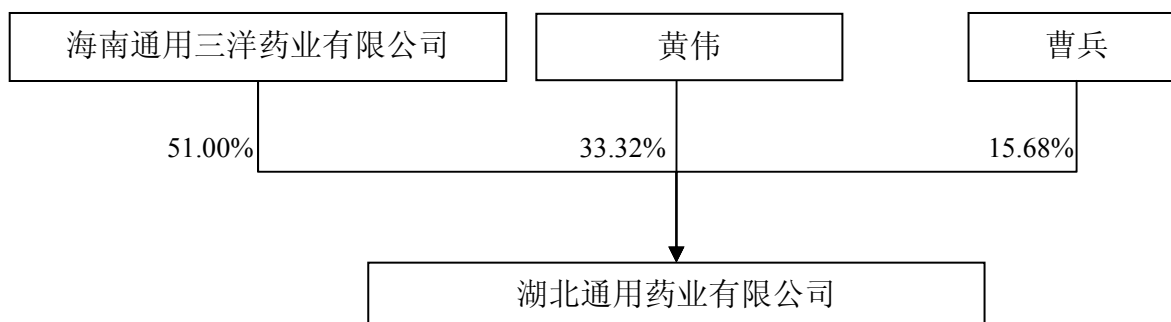 海南通用三洋药业有限公司
黄伟
曹兵
51.00%
33.32%
15.68%
湖北通用药业有限公司